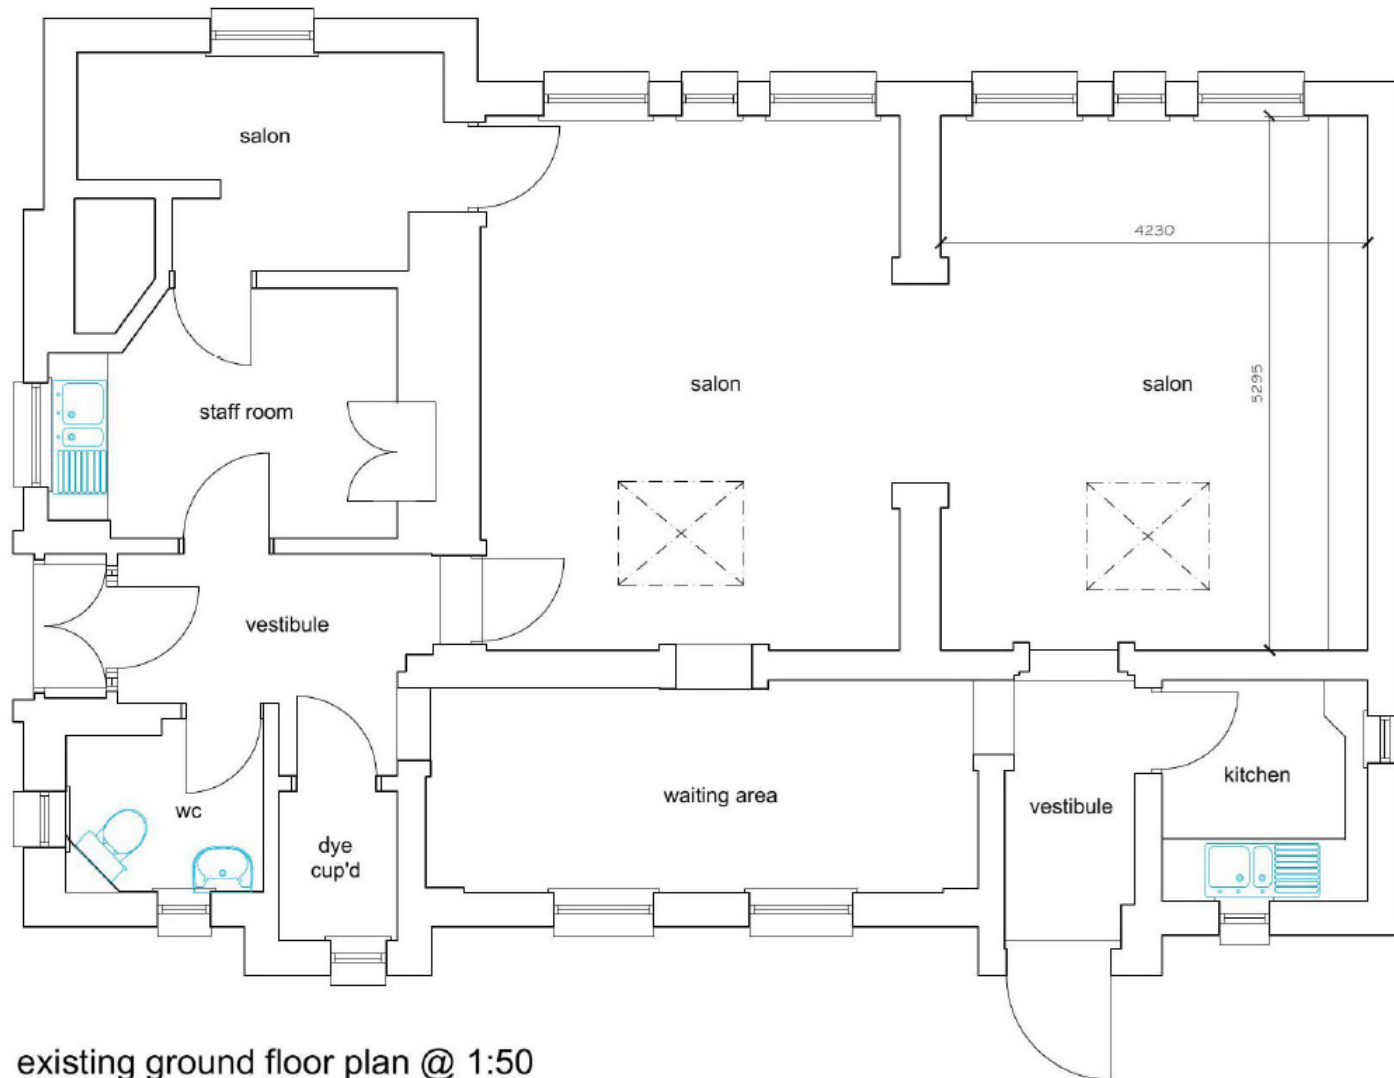 salon
4230
salon
salon
5295
staff room
vestibule
waiting area
kitchen
vestibule
wc
dye
cup'd
existing ground floor plan @ 1:50